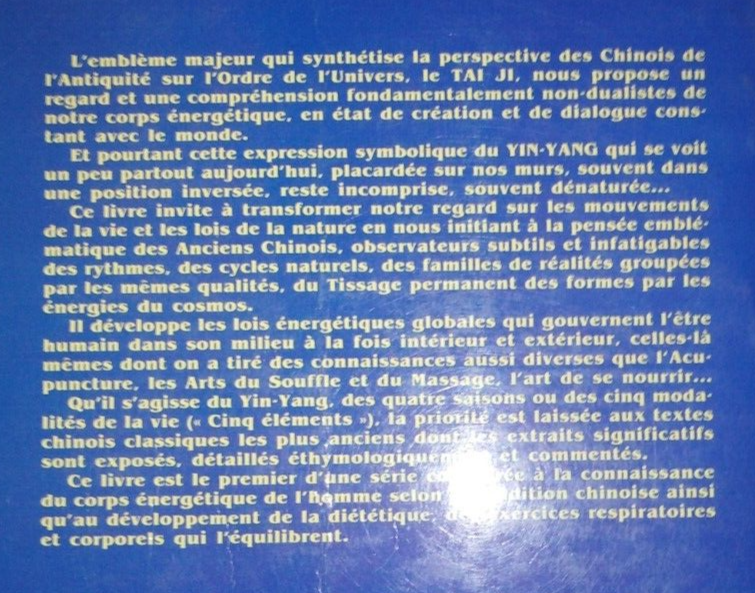 L'emblème majeur qui synthétise la perspective des Chinois de
l'Antiquité sur l'Ordre de l'Univers, le TAI JI, nous propose un
regard et une compréhension fondamentalement non-dualistes de
notre corps énergétique, en état de création et de dialogue cons-
tant avec le monde.
Et pourtant cette expression symbolique du YIN-YANG qui se voit
un peu partout aujourd'hui, placardée sur nos murs, souvent dans
une position inversée, reste incomprise, souvent dénaturée...
Ce livre invite à transformer notre regard sur les mouvements
de la vie et les lois de la nature en nous initiant à la pensée emblé-
matique des Anciens Chinois, observateurs subtils et infatigables
des rythmes, des cycles naturels, des familles de réalités groupées
par les mêmes qualités, du Tissage permanent des formes par les
énergies du cosmos.
Il développe les lois énergétiques globales qui gouvernent l'être
humain dans son milieu à la fois intérieur et extérieur, celles-là
mêmes dont on a tiré des connaissances aussi diverses que l'Acu-
puncture, les Arts du Souffle et du Massage, l'art de se nourrir...
Qu'il s'agisse du Yin-Yang, des quatre saisons ou des cinq moda-
lités de la vie (« Cinq éléments »), la priorité est laissée aux textes
chinois classiques les plus anciens dont les extraits significatifs
sont exposés, détaillés et commentés.
Ce livre est le premier d'une série à la connaissance
du corps énergétique de l'homme selon chinoise ainsi
qu'au développement de la diététique, exercices respiratoires
et corporels qui l'équilibrent.